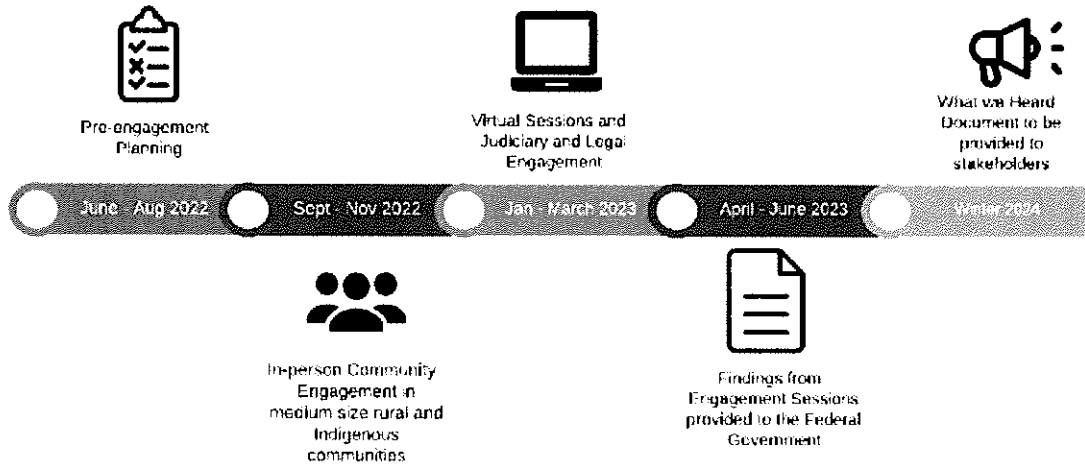 Pre-engagement
Planning
Virtual Sessions and
Judiciary and Legal
Engagement
What we Heard
Document to be
provided to
stakeholders
June - Aug 2022
Sept - Nov 2022
Jan - March 2023
April - June 2023
Winter 2024
In-person Community
Engagement in
medium size rural and
Indigenous
communities
Findings from
Engagement Sessions
provided to the Federal
Government